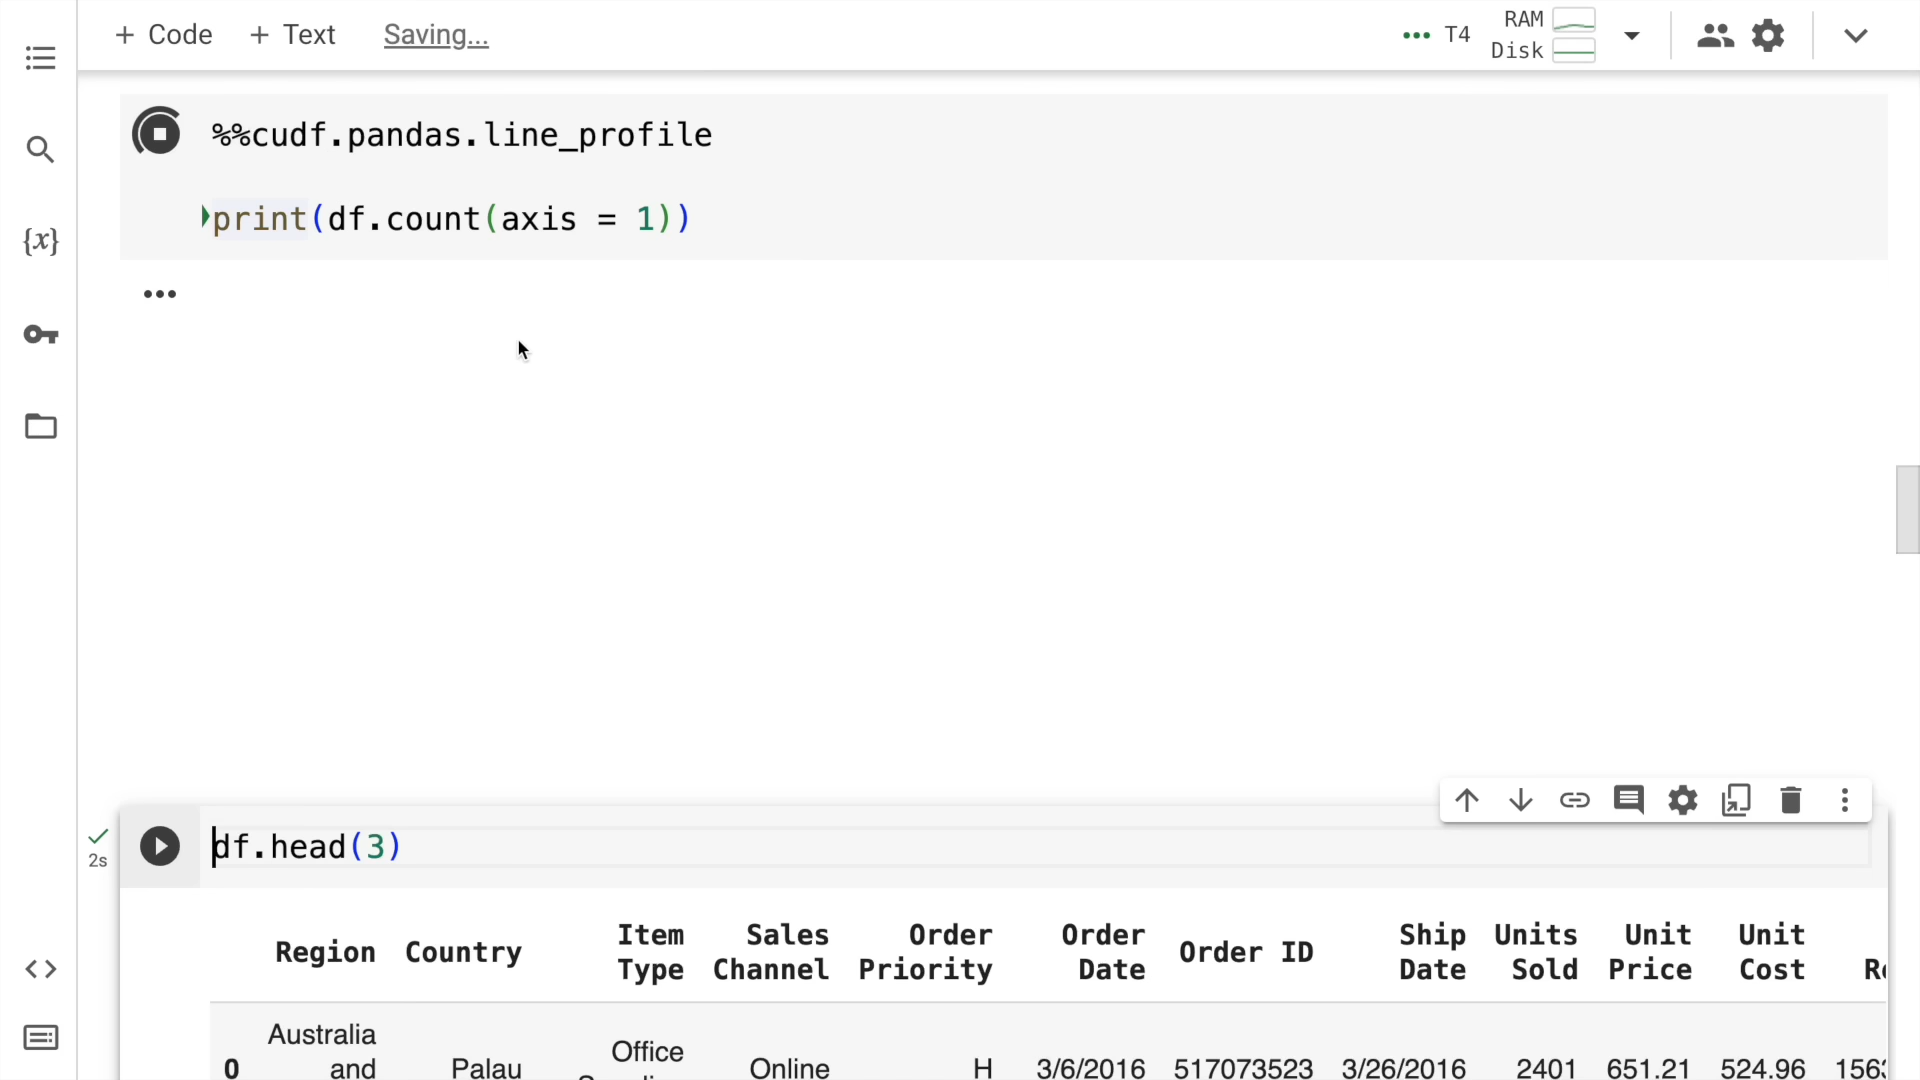 + Code + Text Saving... T4 RAM
Disk
%%cudf.pandas.line_profile
print(df.count(axis = 1))
{x}
df.head(3)
2s
Region Country Item Type Sales Channel Order Priority Order Date Order ID Ship Date Units Sold Unit Price Unit Cost
0 Australia and Palau Office Online H 3/6/2016 517073523 3/26/2016 2401 651.21 524.96